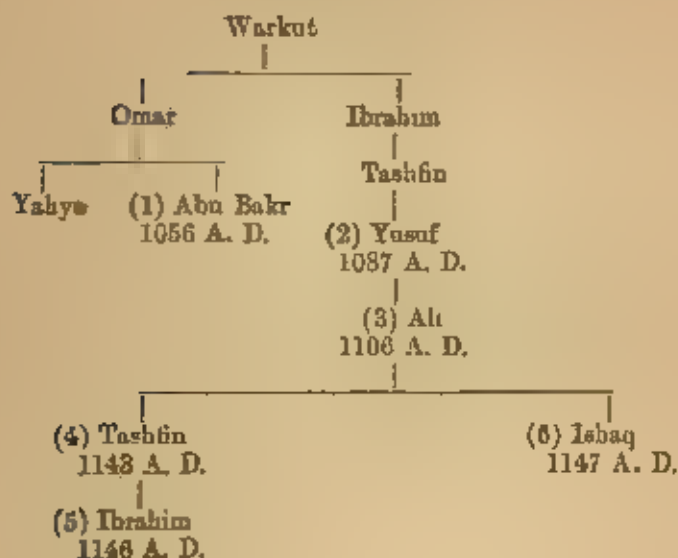 Warkut
Omar
Ibrahim
Tashfin
Yahya
(1) Abu Bakr
1056 A. D.
(2) Yusuf
1087 A. D.
(3) Ali
1106 A. D.
(4) Tashfin
1143 A. D.
(6) Ishaq
1147 A. D.
(5) Ibrahim
1146 A. D.